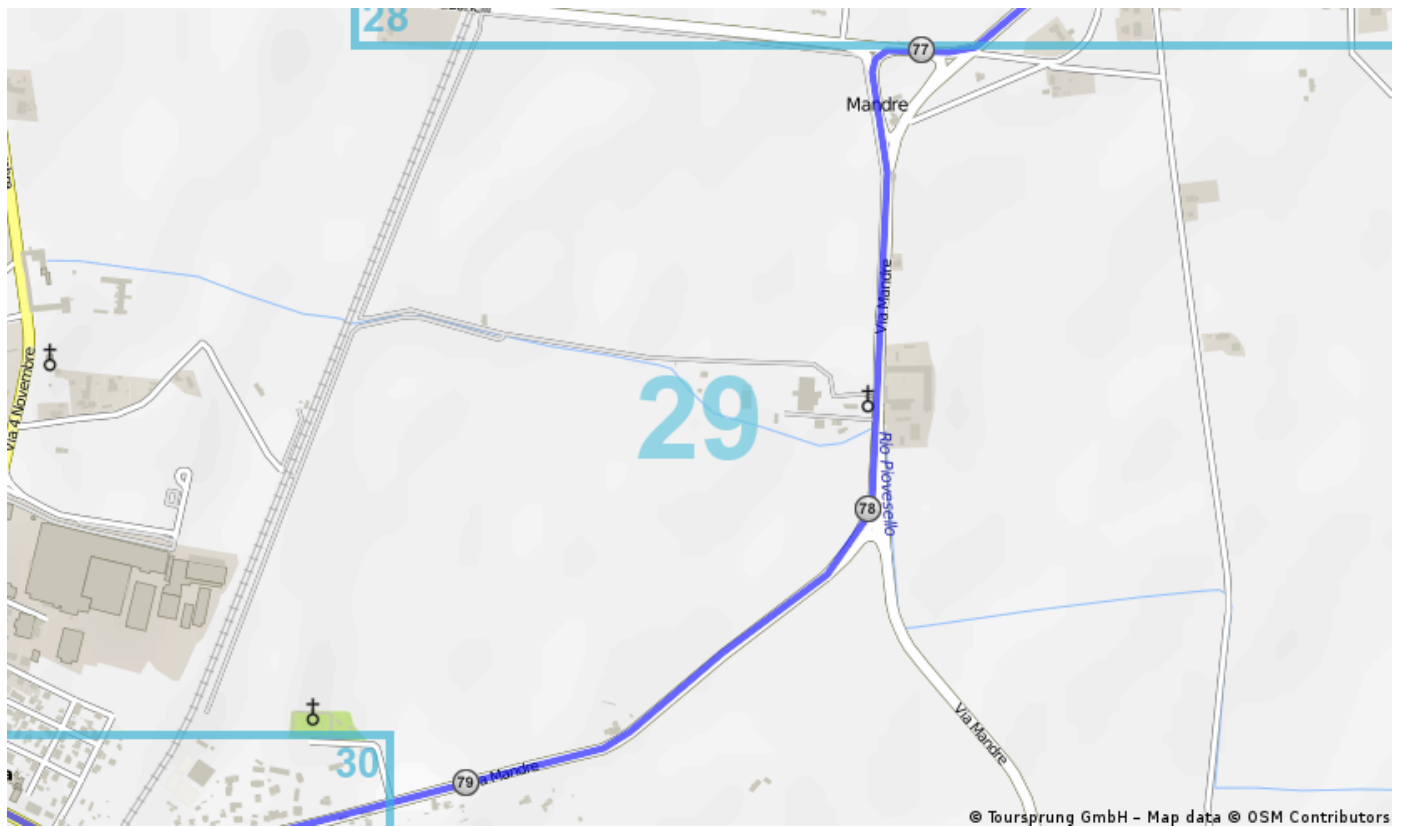 28
77
Mandre
Via Mandre
Via 4 Novembre
29
Rio Piovesello
78
Via Mandre
30
79
a Mandre
a
© Toursprung GmbH – Map data © OSM Contributors